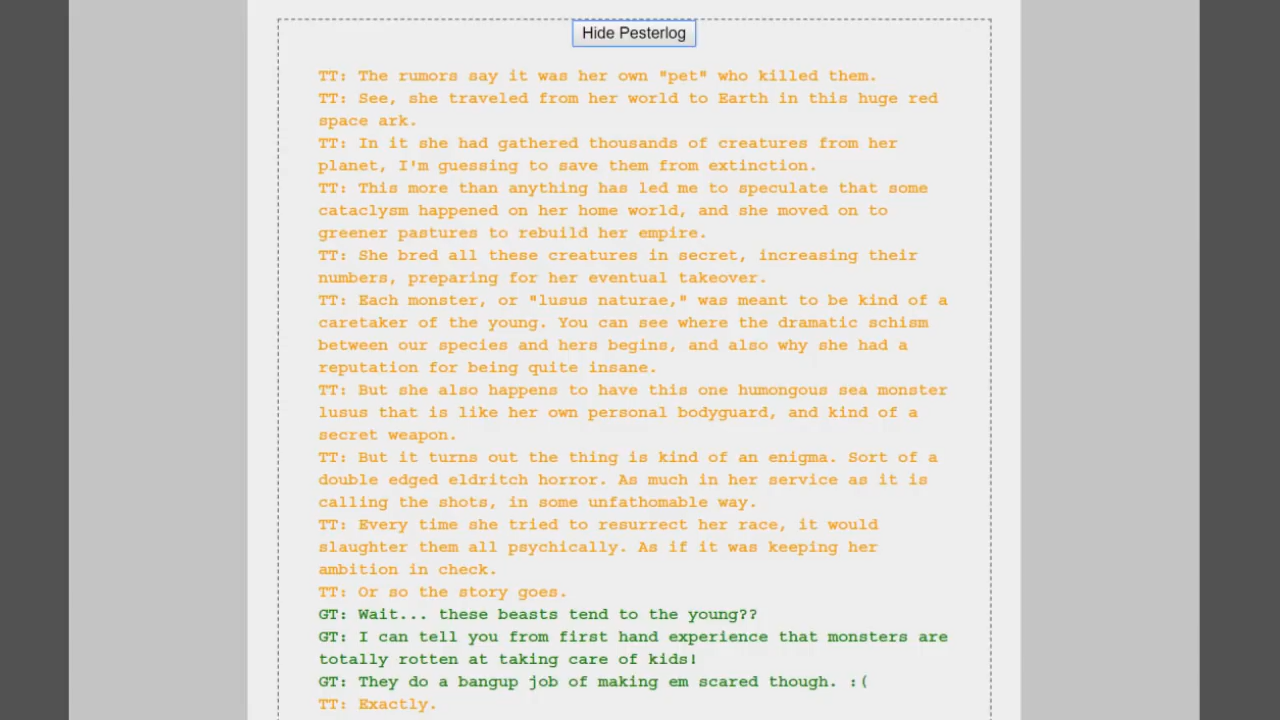 Hide Pesterlog
TT: The rumors say it was her own "pet" who killed them.
TT: See, she traveled from her world to Earth in this huge red
space ark.
TT: In it she had gathered thousands of creatures from her
planet, I'm guessing to save them from extinction.
TT: This more than anything has led me to speculate that some
cataclysm happened on her home world, and she moved on to
greener pastures to rebuild her empire.
TT: She bred all these creatures in secret, increasing their
numbers, preparing for her eventual takeover.
TT: Each monster, or "lusus naturae," was meant to be kind of a
caretaker of the young. You can see where the dramatic schism
between our species and hers begins, and also why she had a
reputation for being quite insane.
TT: But she also happens to have this one humongous sea monster
lusus that is like her own personal bodyguard, and kind of a
secret weapon.
TT: But it turns out the thing is kind of an enigma. Sort of a
double edged eldritch horror. As much in her service as it is
calling the shots, in some unfathomable way.
TT: Every time she tried to resurrect her race, it would
slaughter them all psychically. As if it was keeping her
ambition in check.
TT: Or so the story goes.
GT: Wait... these beasts tend to the young??
GT: I can tell you from first hand experience that monsters are
totally rotten at taking care of kids!
GT: They do a bangup job of making em scared though. :(
TT: Exactly.